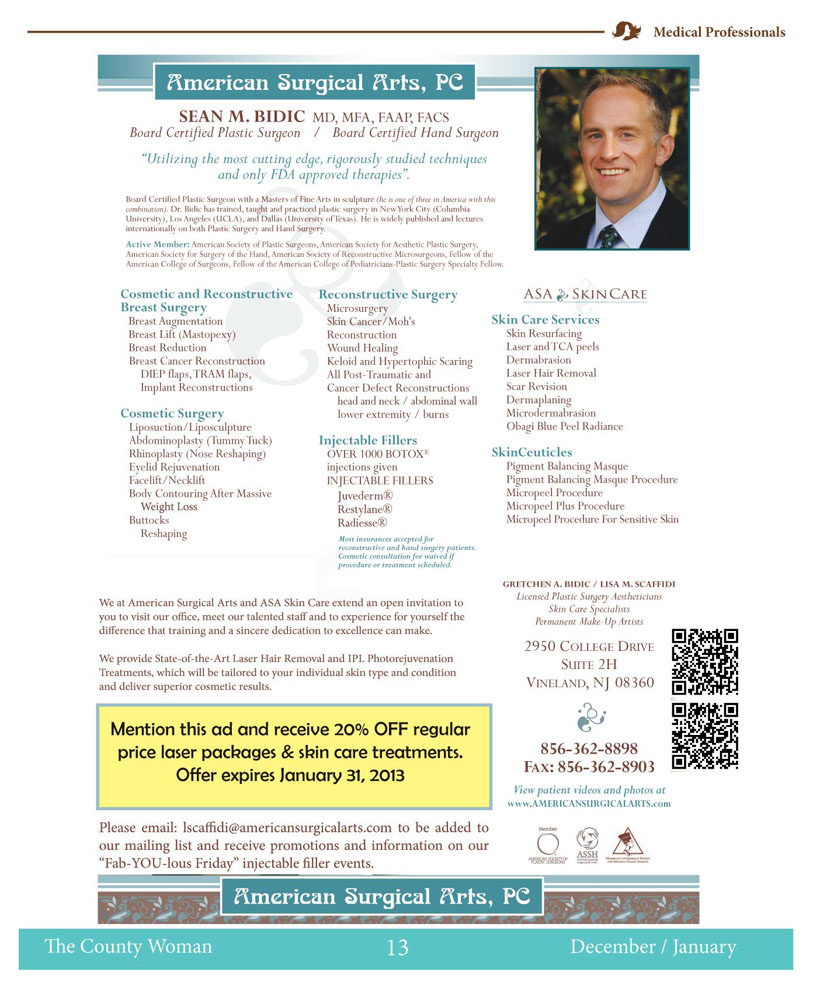 Medical Professionals
American Surgical Arts, PC
SEAN M. BIDIC MD, MFA, FAAP, FACS
Board Certified Plastic Surgeon / Board Certified Hand Surgeon
“Utilizing the most cutting edge, rigorously studied techniques
and only FDA approved therapies”.
Board Certified Plastic Surgeon with a Masters of Fine Arts in sculpture (he is one of three in America with this
combination). Dr. Bidic has trained, taught and practiced plastic surgery in New York City (Columbia
University), Los Angeles (UCLA), and Dallas (University of Texas). He is widely published and lectures
internationally on both Plastic Surgery and Hand Surgery.
Active Member: American Society of Plastic Surgeons, American Society for Aesthetic Plastic Surgery,
American Society for Surgery of the Hand, American Society of Reconstructive Microsurgeons, Fellow of the
American College of Surgeons, Fellow of the American College of Pediatricians-Plastic Surgery Specialty Fellow.
Cosmetic and Reconstructive
Breast Surgery
Breast Augmentation
Breast Lift (Mastopexy)
Breast Reduction
Breast Cancer Reconstruction
DIEP flaps, TRAM flaps,
Implant Reconstructions
Cosmetic Surgery
Liposuction/Liposculpture
Abdominoplasty (Tummy Tuck)
Rhinoplasty (Nose Reshaping)
Eyelid Rejuvenation
Facelift/Necklift
Body Contouring After Massive
Weight Loss
Buttocks
Reshaping
Reconstructive Surgery
Microsurgery
Skin Cancer/Moh's
Reconstruction
Wound Healing
Keloid and Hypertophic Scaring
All Post-Traumatic and
Cancer Defect Reconstructions
head and neck / abdominal wall
lower extremity / burns
Injectable Fillers
OVER 1000 BOTOX®
injections given
INJECTABLE FILLERS
Juvederm®
Restylane®
Radiesse®
Most insurances accepted for
reconstructive and hand surgery patients.
Cosmetic consultation fee waived if
procedure or treatment scheduled.
ASA SKIN CARE
Skin Care Services
Skin Resurfacing
Laser and TCA peels
Dermabrasion
Laser Hair Removal
Scar Revision
Dermaplaning
Microdermabrasion
Obagi Blue Peel Radiance
SkinCeuticles
Pigment Balancing Masque
Pigment Balancing Masque Procedure
Micropeel Procedure
Micropeel Plus Procedure
Micropeel Procedure For Sensitive Skin
We at American Surgical Arts and ASA Skin Care extend an open invitation to
you to visit our office, meet our talented staff and to experience for yourself the
difference that training and a sincere dedication to excellence can make.
We provide State-of-the-Art Laser Hair Removal and IPL Photorejuvenation
Treatments, which will be tailored to your individual skin type and condition
and deliver superior cosmetic results.
Mention this ad and receive 20% OFF regular
price laser packages & skin care treatments.
Offer expires January 31, 2013
Please email: lscaffidi@americansurgicalarts.com to be added to
our mailing list and receive promotions and information on our
“Fab-YOU-lous Friday” injectable filler events.
GRETCHEN A. BIDIC / LISA M. SCAFFIDI
Licensed Plastic Surgery Aestheticians
Skin Care Specialists
Permanent Make-Up Artists
2950 COLLEGE DRIVE
SUITE 2H
VINELAND, NJ 08360
856-362-8898
FAX: 856-362-8903
View patient videos and photos at
www.AMERICANSURGICALARTS.com
Member
AMERICAN SOCIETY OF
PLASTIC SURGEONS
ASSH
American Surgical Arts, PC
The County Woman
13
December / January